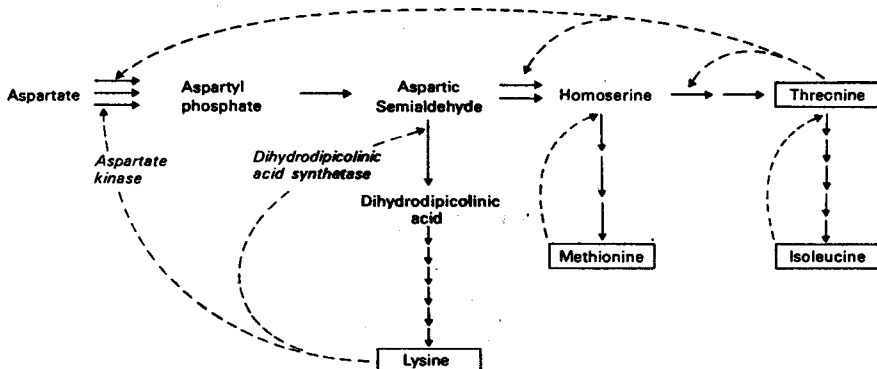 Aspartate
Aspartyl
phosphate
Aspartic
Semialdehyde
Homoserine
Threonine
Aspartate
kinase
Dihydrodipicolinic
acid synthetase
Dihydrodipicolinic
acid
Methionine
Isoleucine
Lysine